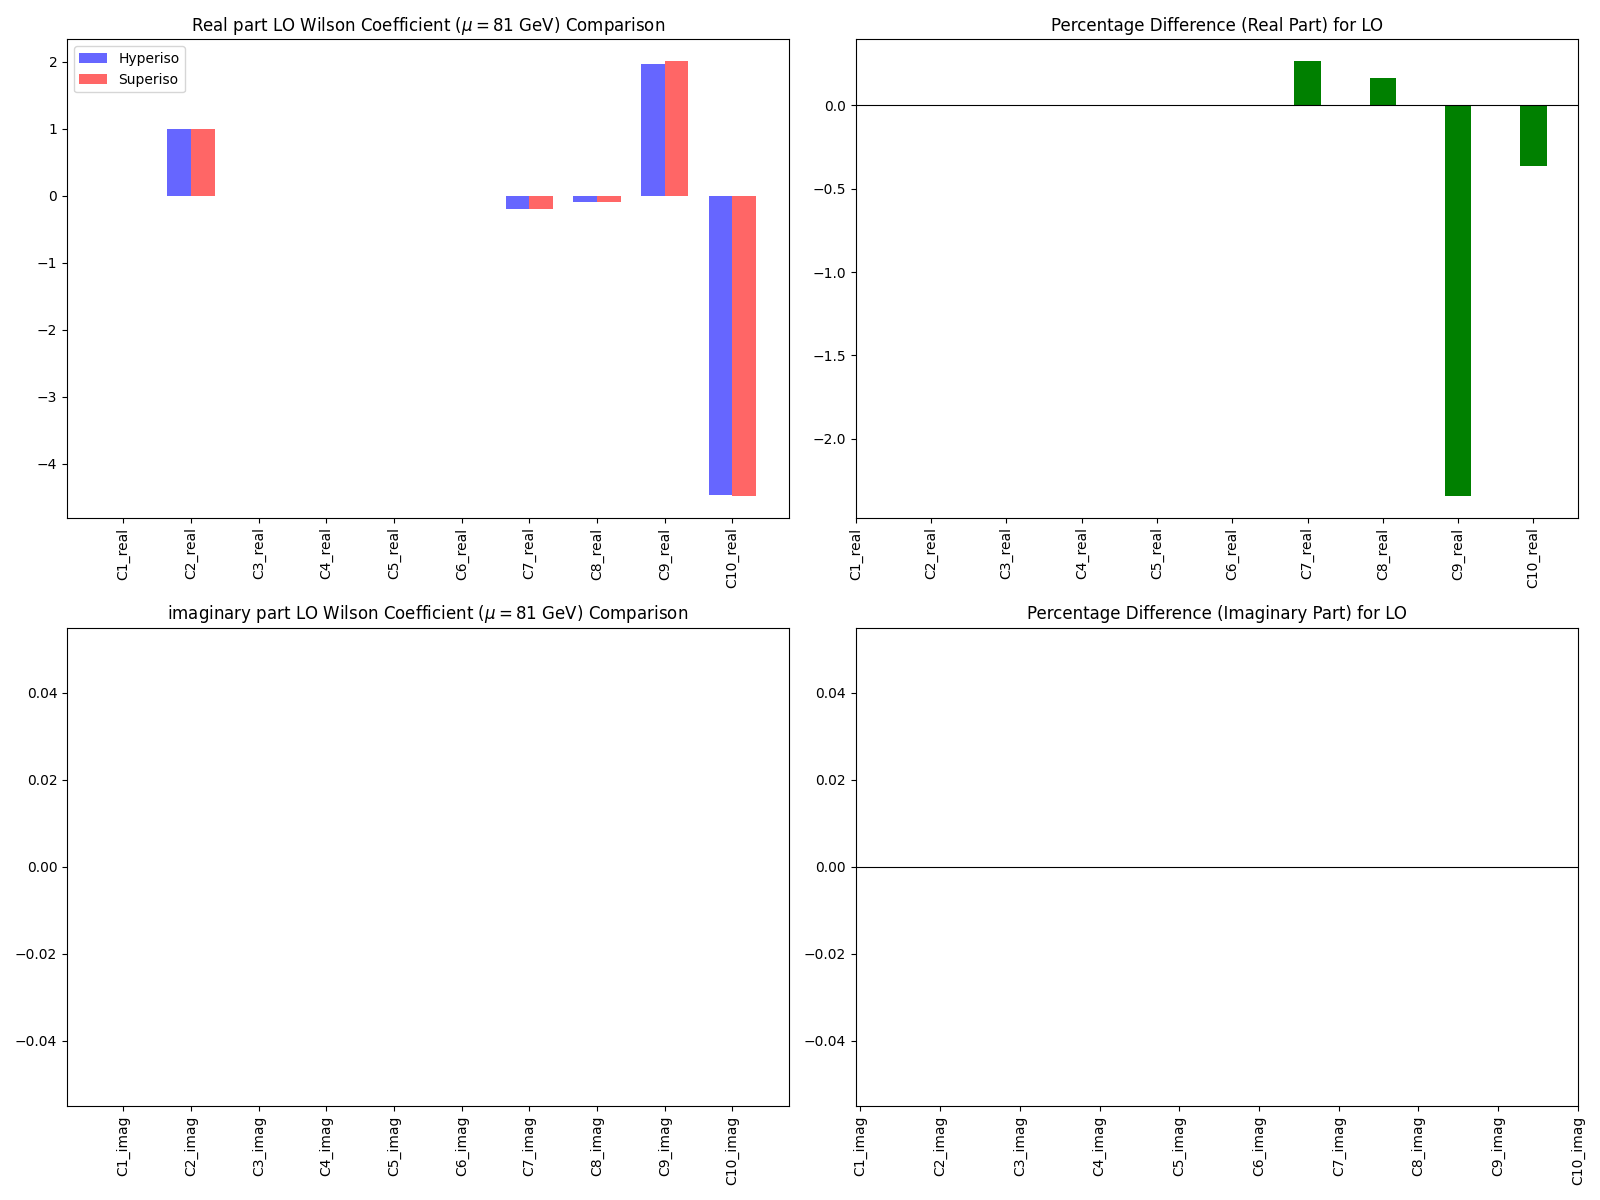 Real part LO Wilson Coefficient (μ = 81 GeV) Comparison
Hyperiso
Superiso
2
1
0
−1
−2
−3
−4
C1_real
C2_real
C3_real
C4_real
C5_real
C6_real
C7_real
C8_real
C9_real
C10_real
Percentage Difference (Real Part) for LO
0.0
−0.5
−1.0
−1.5
−2.0
C1_real
C2_real
C3_real
C4_real
C5_real
C6_real
C7_real
C8_real
C9_real
C10_real
imaginary part LO Wilson Coefficient (μ = 81 GeV) Comparison
0.04
0.02
0.00
−0.02
−0.04
C1_imag
C2_imag
C3_imag
C4_imag
C5_imag
C6_imag
C7_imag
C8_imag
C9_imag
C10_imag
Percentage Difference (Imaginary Part) for LO
0.04
0.02
0.00
−0.02
−0.04
C1_imag
C2_imag
C3_imag
C4_imag
C5_imag
C6_imag
C7_imag
C8_imag
C9_imag
C10_imag